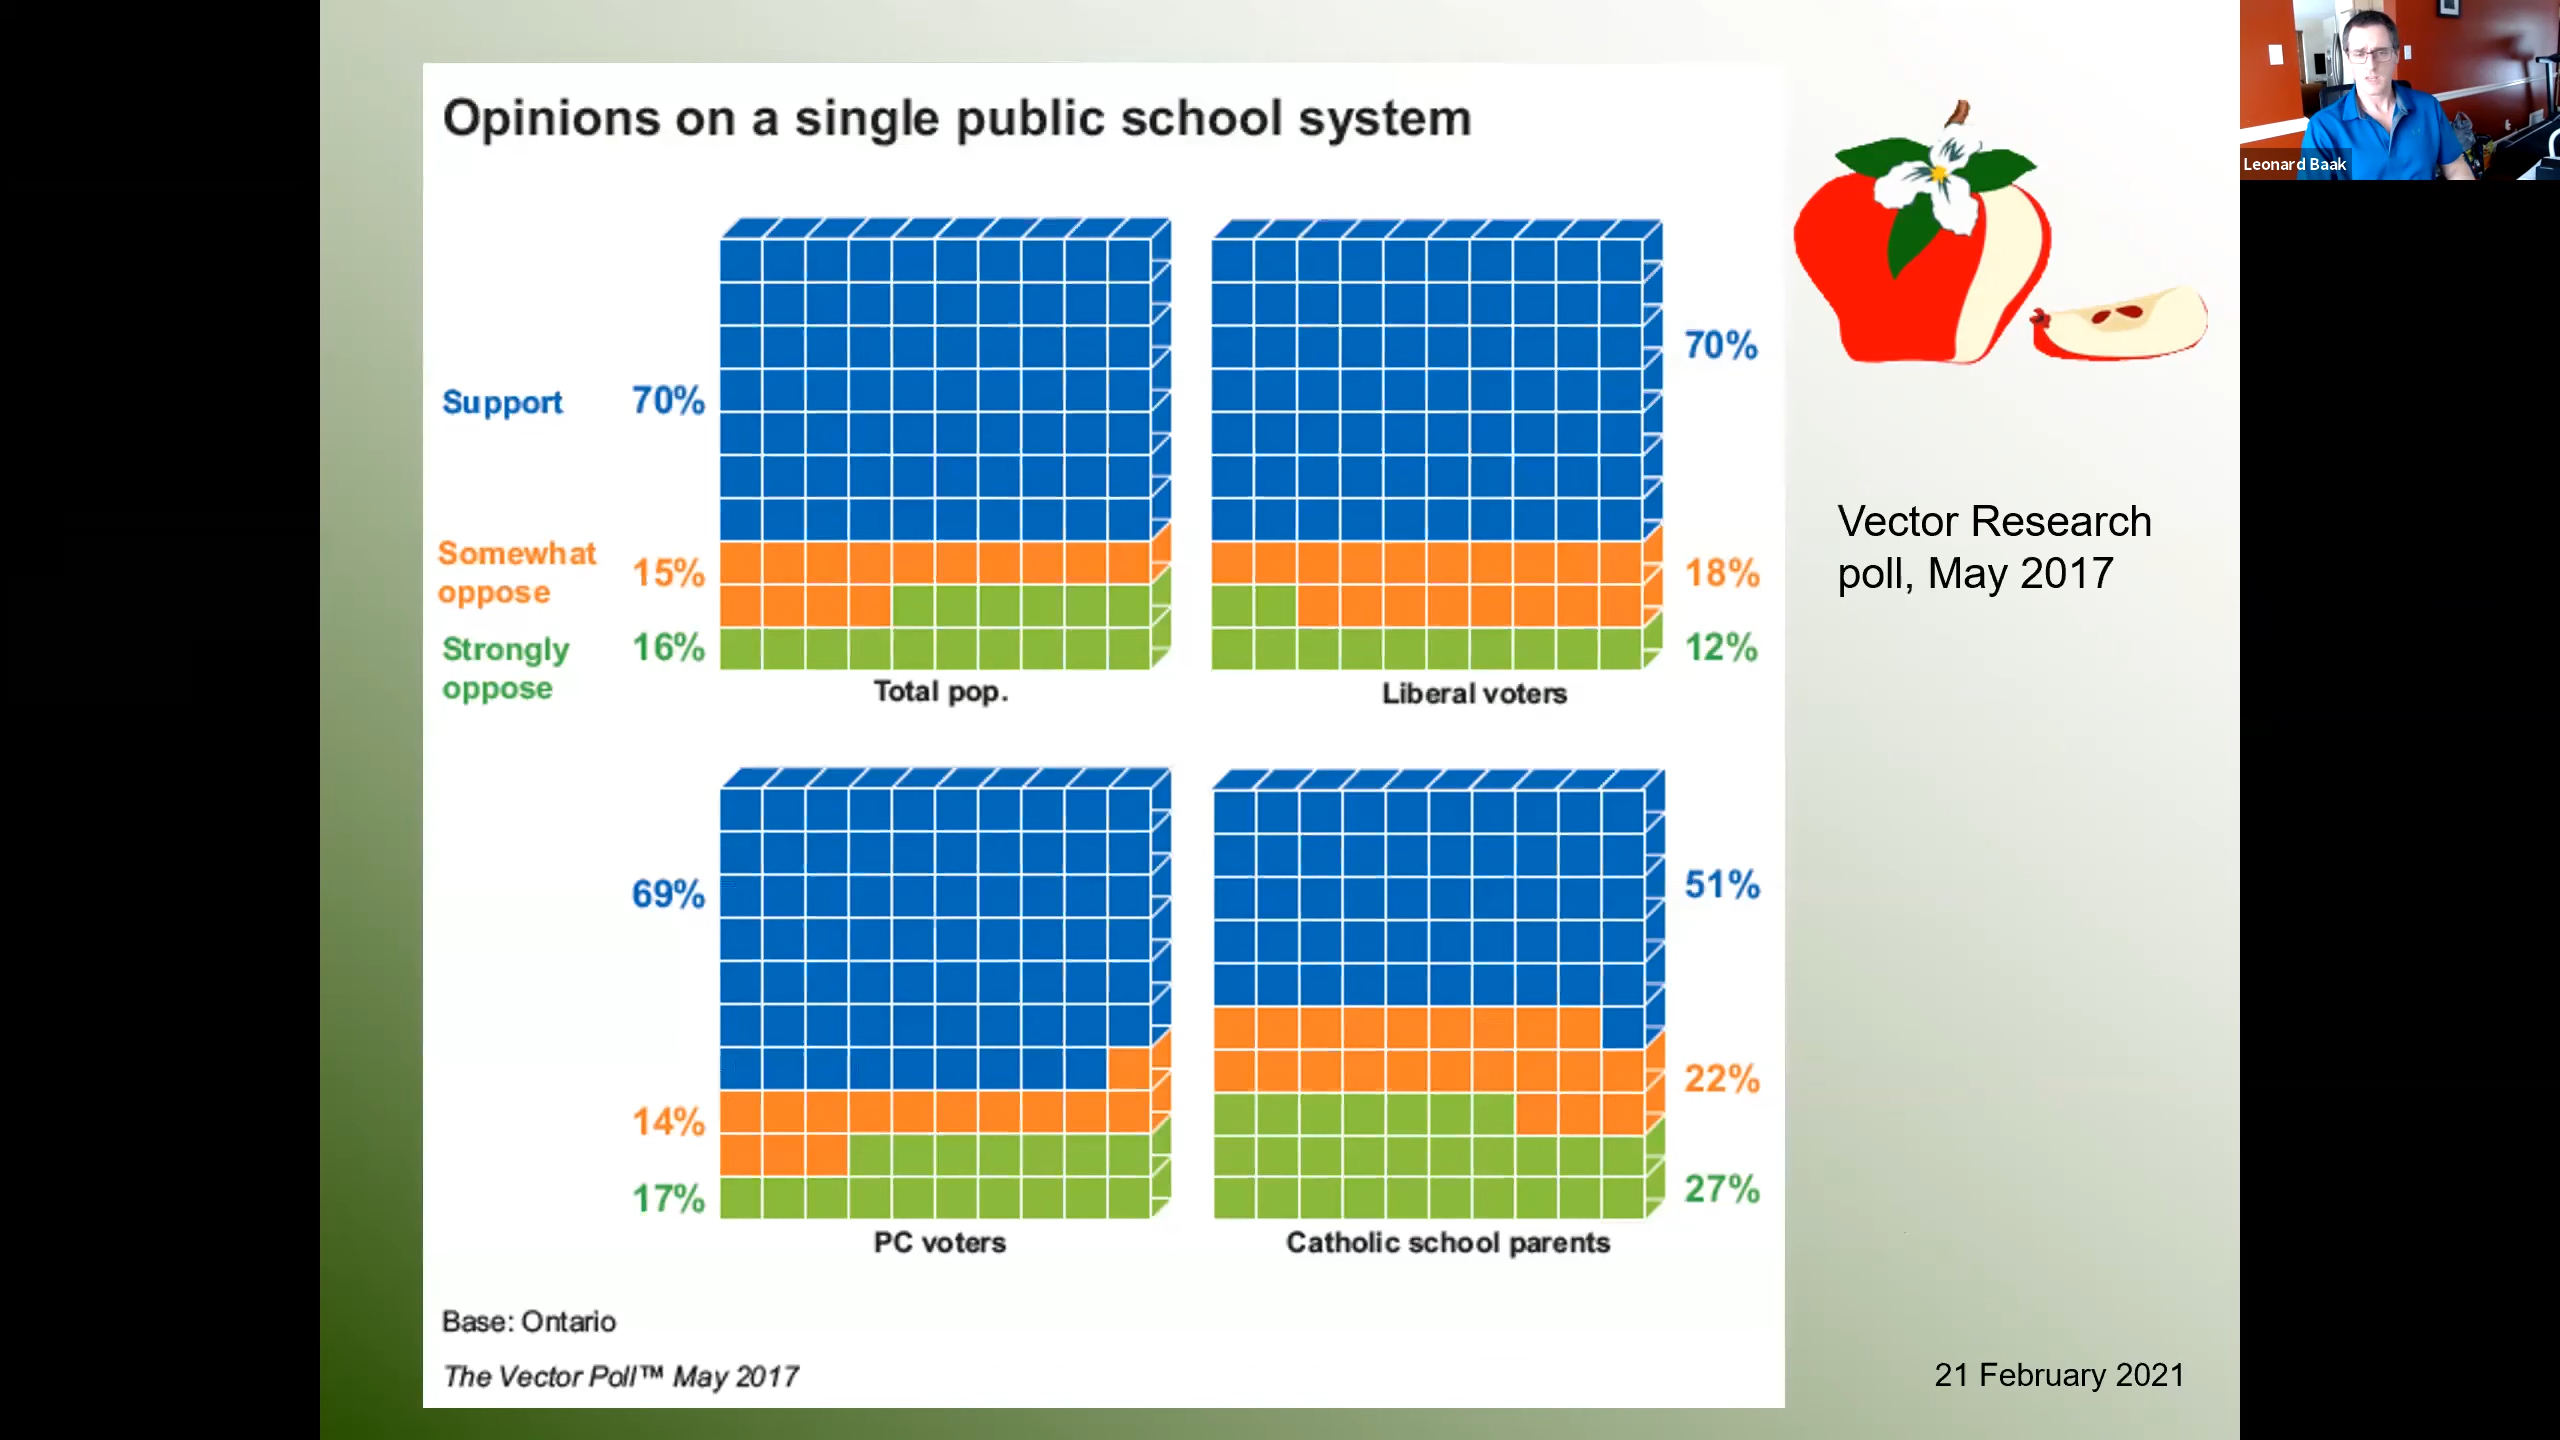 Opinions on a single public school system
Leonard Baak
Support 70%
70%
Somewhat
oppose
15%
18%
Strongly
oppose
16%
12%
Total pop.
Liberal voters
69%
51%
14%
22%
17%
27%
PC voters
Catholic school parents
Base: Ontario
The Vector Poll™ May 2017
Vector Research
poll, May 2017
21 February 2021